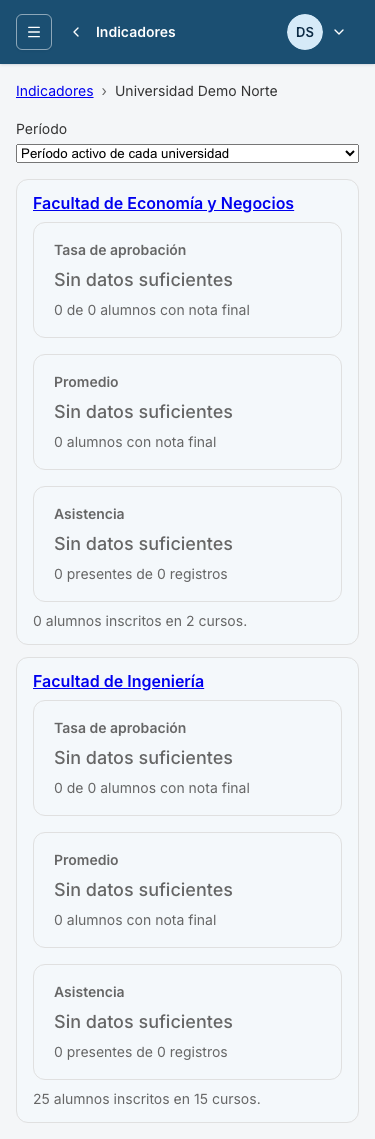 Indicadores
DS
Indicadores › Universidad Demo Norte
Período
Período activo de cada universidad
Facultad de Economía y Negocios
Tasa de aprobación
Sin datos suficientes
0 de 0 alumnos con nota final
Promedio
Sin datos suficientes
0 alumnos con nota final
Asistencia
Sin datos suficientes
0 presentes de 0 registros
0 alumnos inscritos en 2 cursos.
Facultad de Ingeniería
Tasa de aprobación
Sin datos suficientes
0 de 0 alumnos con nota final
Promedio
Sin datos suficientes
0 alumnos con nota final
Asistencia
Sin datos suficientes
0 presentes de 0 registros
25 alumnos inscritos en 15 cursos.